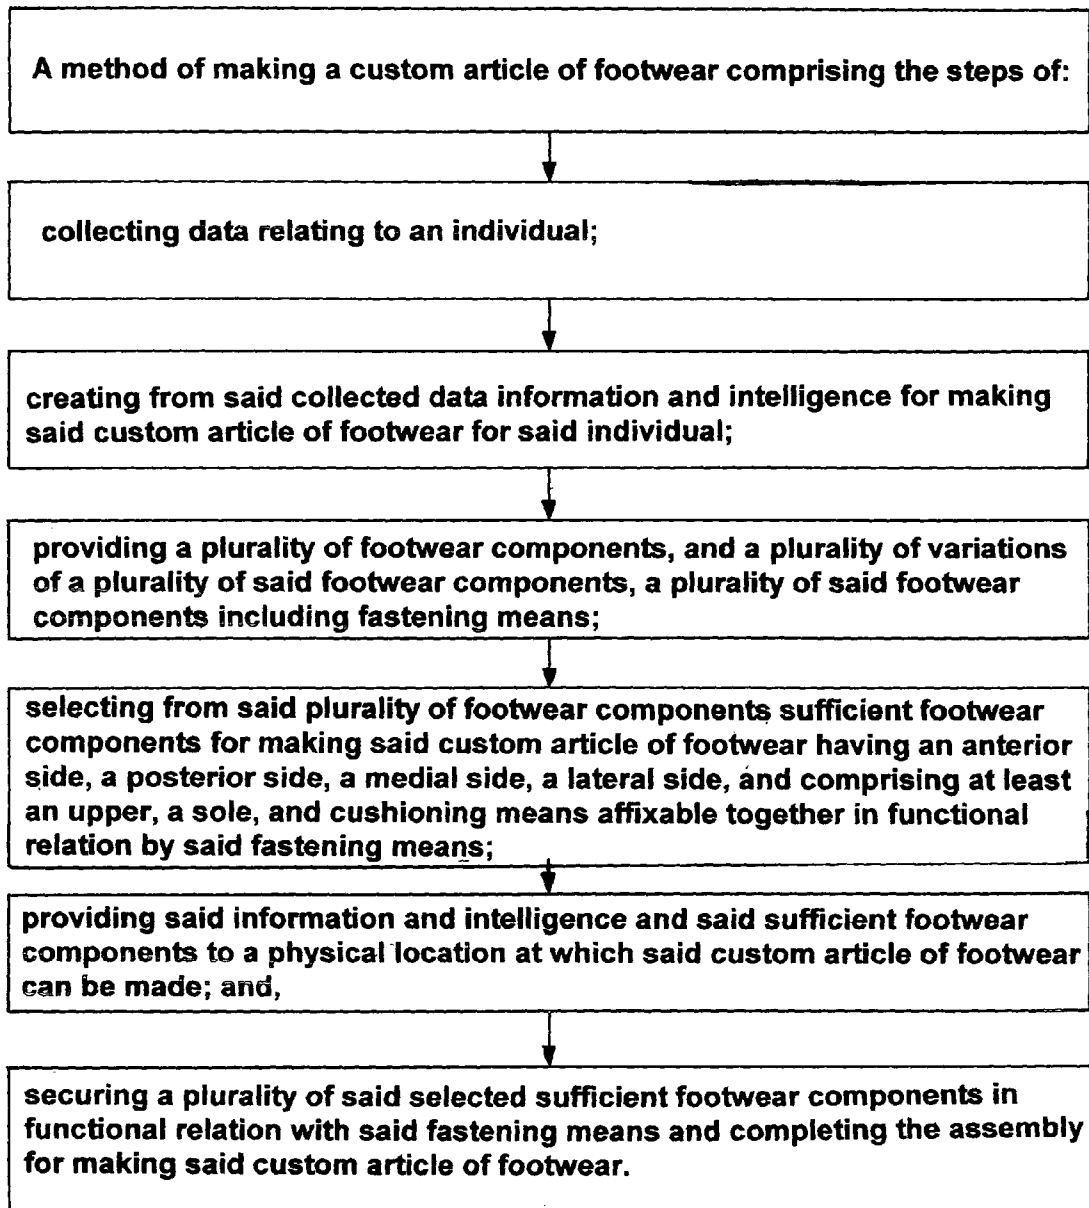 A method of making a custom article of footwear comprising the steps of:
collecting data relating to an individual;
creating from said collected data information and intelligence for making
said custom article of footwear for said individual;
providing a plurality of footwear components, and a plurality of variations
of a plurality of said footwear components, a plurality of said footwear
components including fastening means;
selecting from said plurality of footwear components sufficient footwear
components for making said custom article of footwear having an anterior
side, a posterior side, a medial side, a lateral side, and comprising at least
an upper, a sole, and cushioning means affixable together in functional
relation by said fastening means;
providing said information and intelligence and said sufficient footwear
components to a physical location at which said custom article of footwear
can be made; and,
securing a plurality of said selected sufficient footwear components in
functional relation with said fastening means and completing the assembly
for making said custom article of footwear.